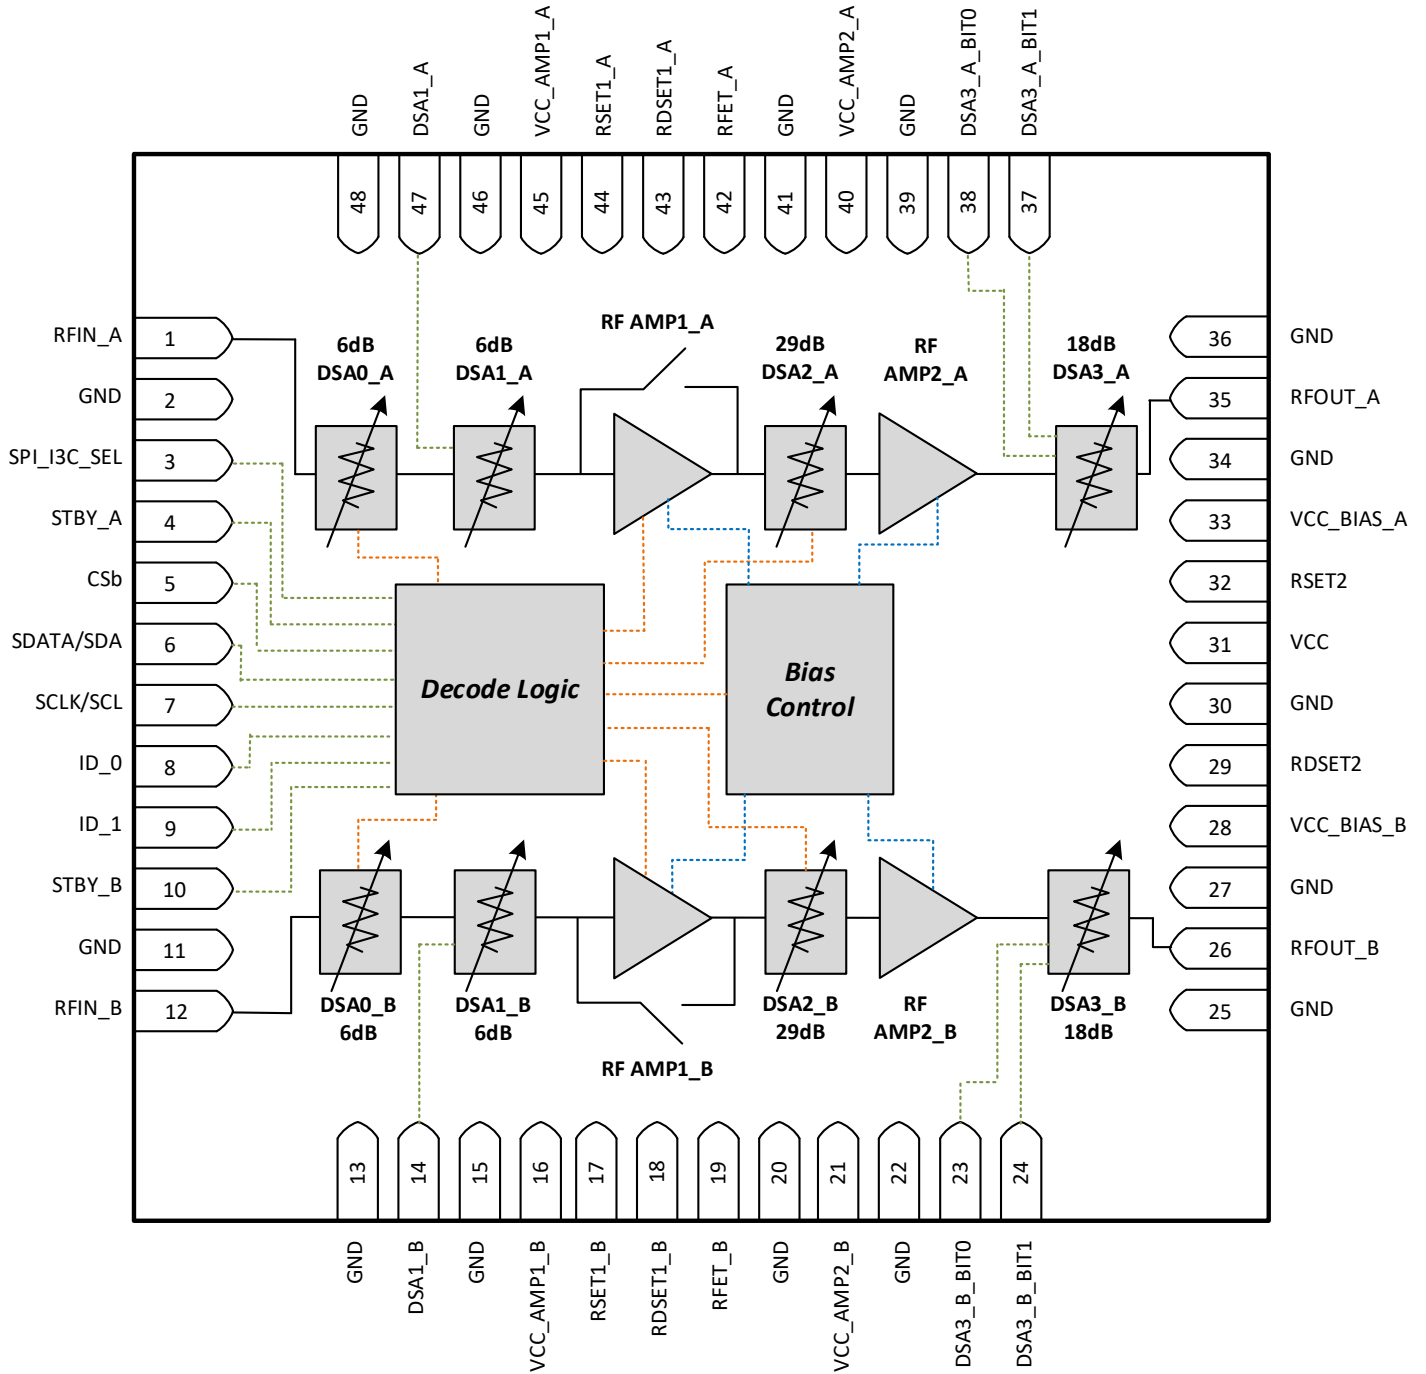 GND
DSA1_A
GND
VCC_AMP1_A
RSET1_A
RDSET1_A
RFET_A
GND
VCC_AMP2_A
GND
DSA3_A_BIT0
DSA3_A_BIT1
48
47
46
45
44
43
42
41
40
39
38
37
RFIN_A
1
GND
2
SPI_I3C_SEL
3
STBY_A
4
CSb
5
SDATA/SDA
6
SCLK/SCL
7
ID_0
8
ID_1
9
STBY_B
10
GND
11
RFIN_B
12
6dB
DSA0_A
6dB
DSA1_A
RF AMP1_A
29dB
DSA2_A
RF
AMP2_A
18dB
DSA3_A
Decode Logic
Bias
Control
DSA0_B
6dB
DSA1_B
6dB
RF AMP1_B
DSA2_B
29dB
RF
AMP2_B
DSA3_B
18dB
36
GND
35
RFOUT_A
34
GND
33
VCC_BIAS_A
32
RSET2
31
VCC
30
GND
29
RDSET2
28
VCC_BIAS_B
27
GND
26
RFOUT_B
25
GND
13
14
15
16
17
18
19
20
21
22
23
24
GND
DSA1_B
GND
VCC_AMP1_B
RSET1_B
RDSET1_B
RFET_B
GND
VCC_AMP2_B
GND
DSA3_B_BIT0
DSA3_B_BIT1